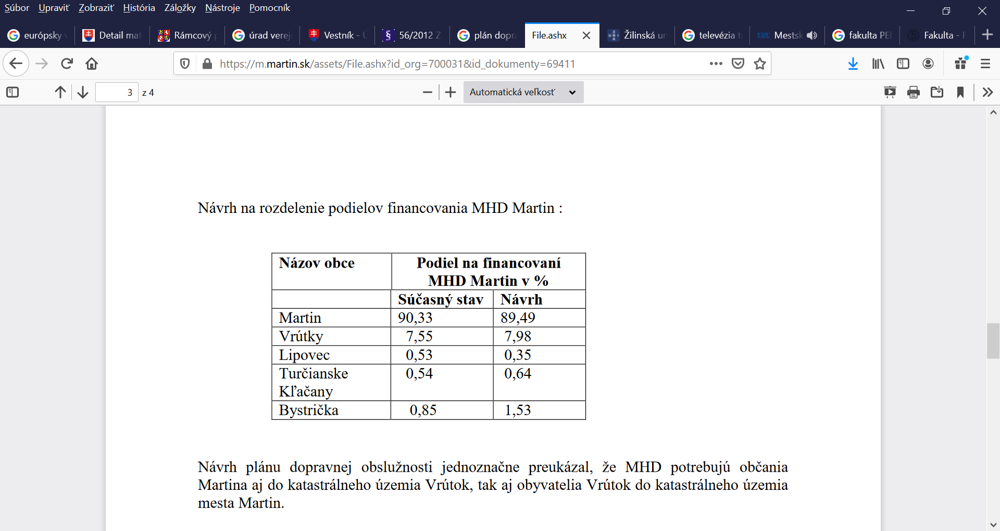 Súbor Upraviť Zobraziť História Záložky Nástroje Pomocník
európsky Detail mat Rámcový úrad verej Vestník - 56/2012 Z plán dopra File.ashx Žilinská un televézia Mestsk fakulta PE Fakulta -
https://m.martin.sk/assets/File.ashx?id_org=700031&id_dokumenty=69411
3 z 4 Automatická veľkosť
Návrh na rozdelenie podielov financovania MHD Martin :
Názov obce Podiel na financovaní
MHD Martin v %
Súčasný stav Návrh
Martin 90,33 89,49
Vrútky 7,55 7,98
Lipovec 0,53 0,35
Turčianske 0,54 0,64
Kľačany
Bystrička 0,85 1,53
Návrh plánu dopravnej obslužnosti jednoznačne preukázal, že MHD potrebujú občania
Martina aj do katastrálneho územia Vrútok, tak aj obyvatelia Vrútok do katastrálneho územia
mesta Martin.